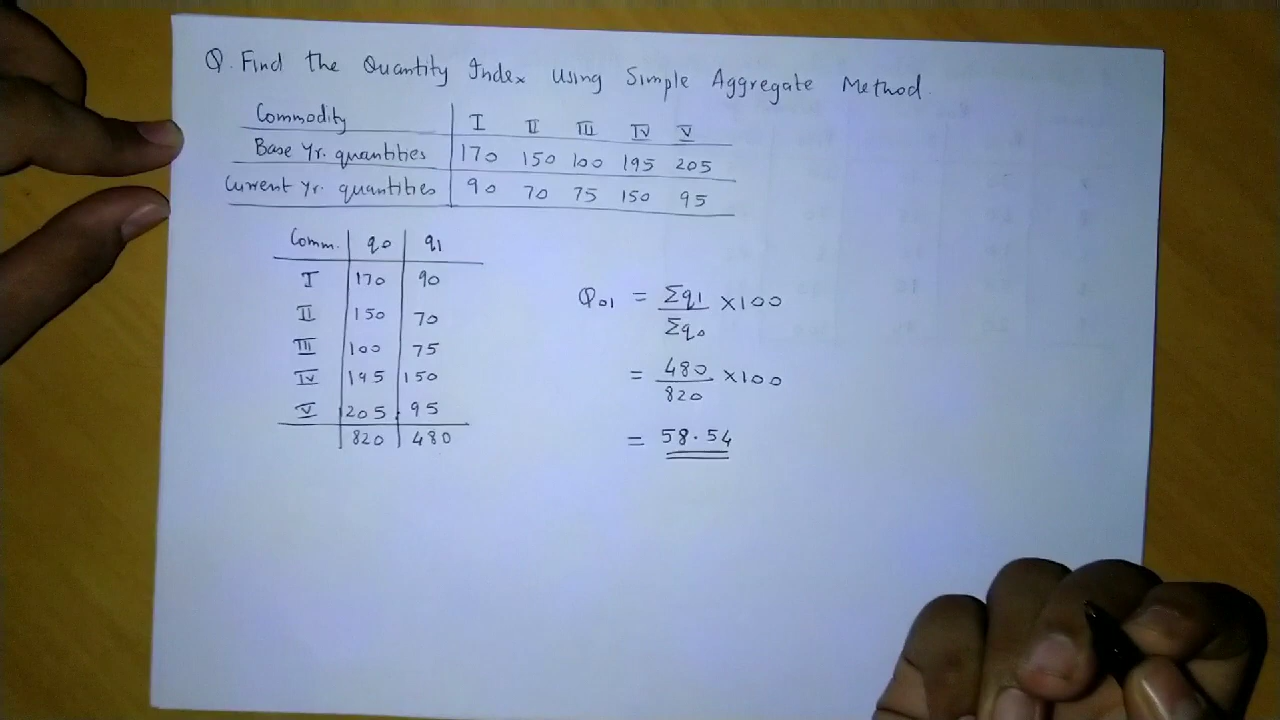 Q. Find the Quantity Index Using Simple Aggregate Method.
Commodity I II III IV V
Base Yr. quantities 170 150 100 195 205
Current Yr. quantities 90 70 75 150 95
Comm. q0 q1
I 170 90
II 150 70
III 100 75
IV 195 150
V 205 95
820 480
Q01 = Σq1 / Σq0 ×100
= 480 / 820 ×100
= 58.54